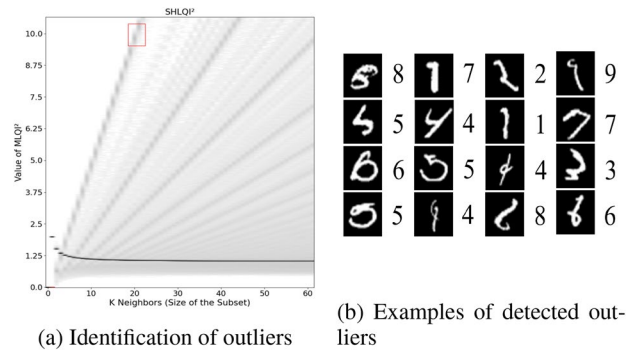 SHLQI²
Value of MLQI²
10.0
8.75
7.5
6.25
5.0
3.75
2.5
1.25
0.0
0 10 20 30 40 50 60
K Neighbors (Size of the Subset)
(a) Identification of outliers
8 7 2 9
5 4 1 7
6 5 4 3
5 4 8 6
(b) Examples of detected out-
liers